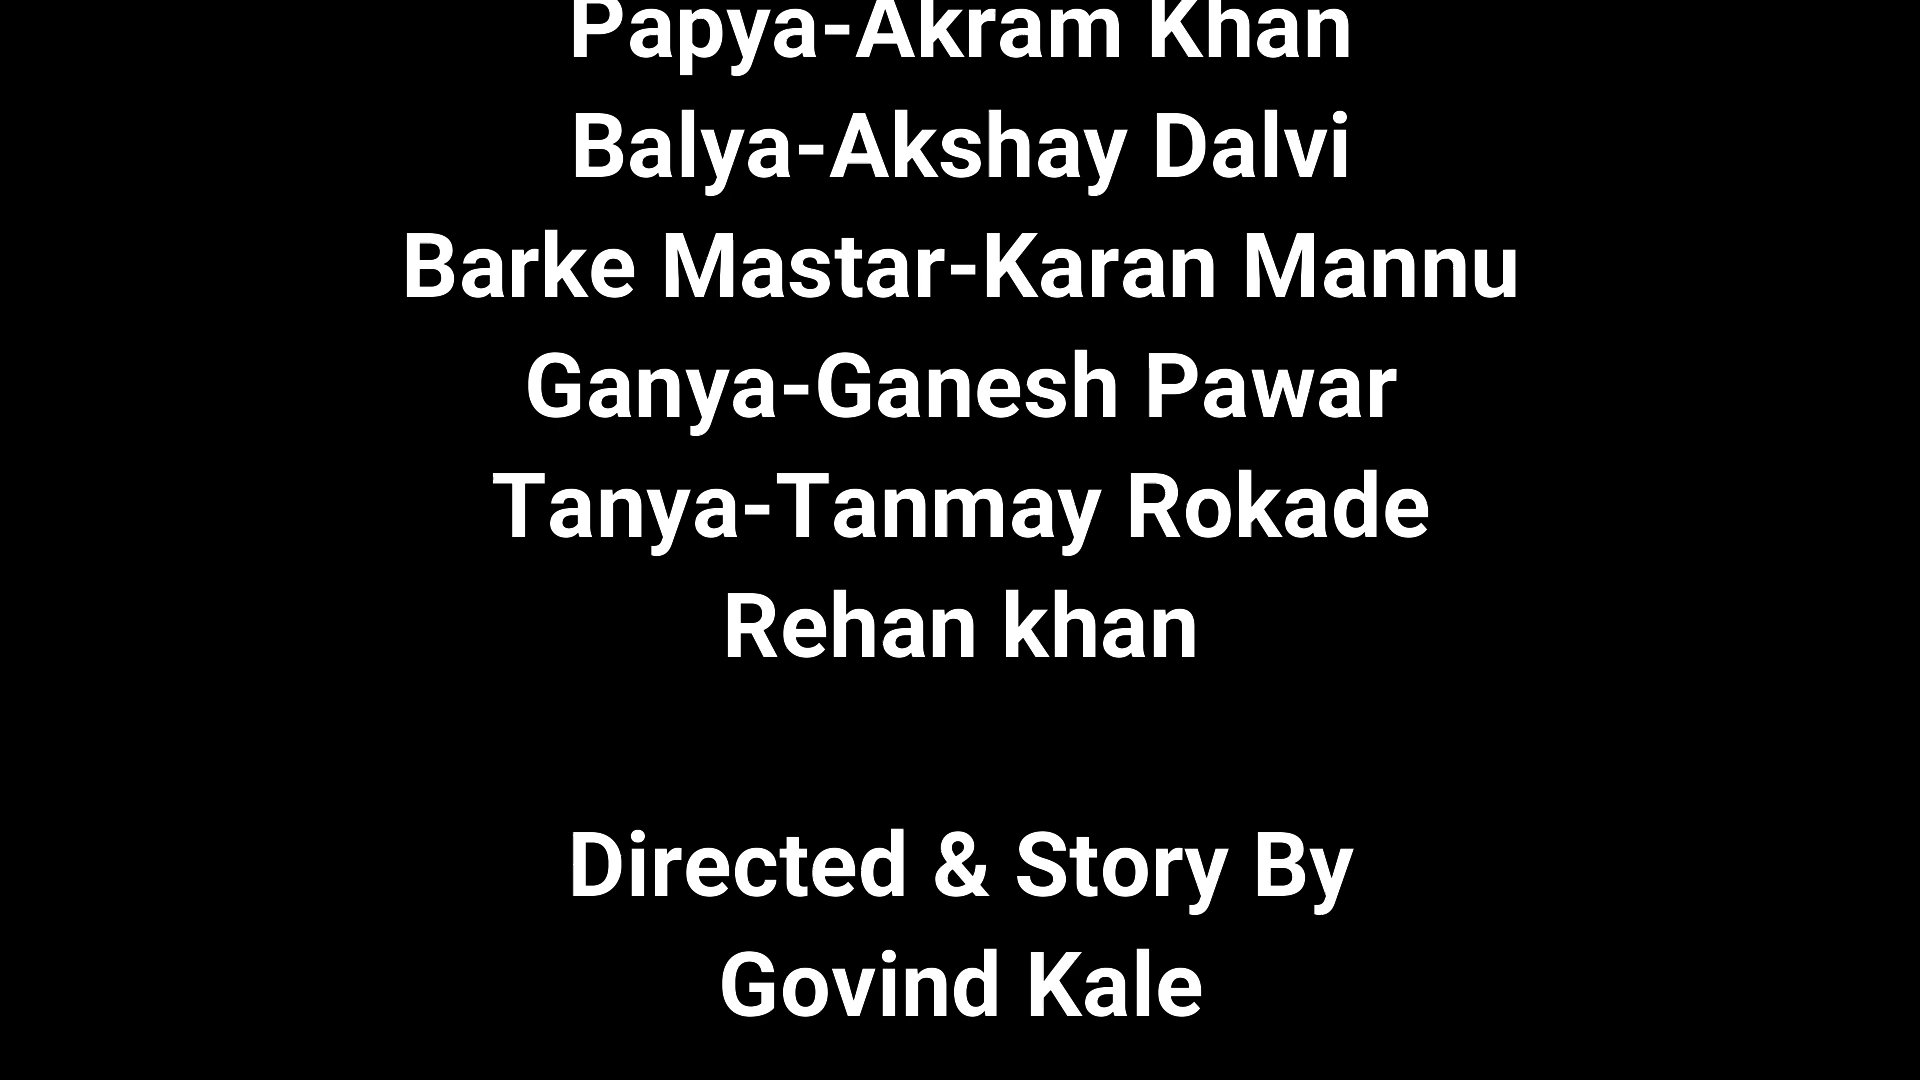 Papya-Akram Khan
Balya-Akshay Dalvi
Barke Mastar-Karan Mannu
Ganya-Ganesh Pawar
Tanya-Tanmay Rokade
Rehan khan
Directed & Story By
Govind Kale